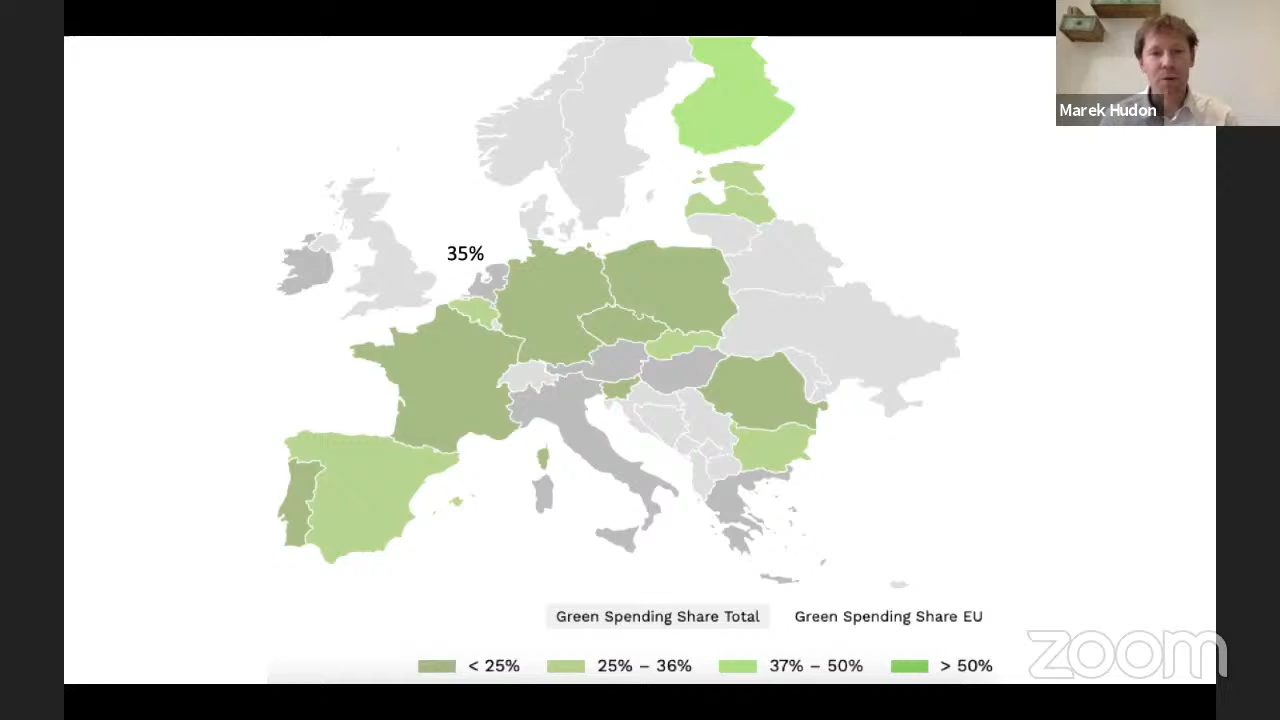 Marek Hudon
35%
Green Spending Share Total Green Spending Share EU
< 25% 25% – 36% 37% – 50% > 50%
zoom